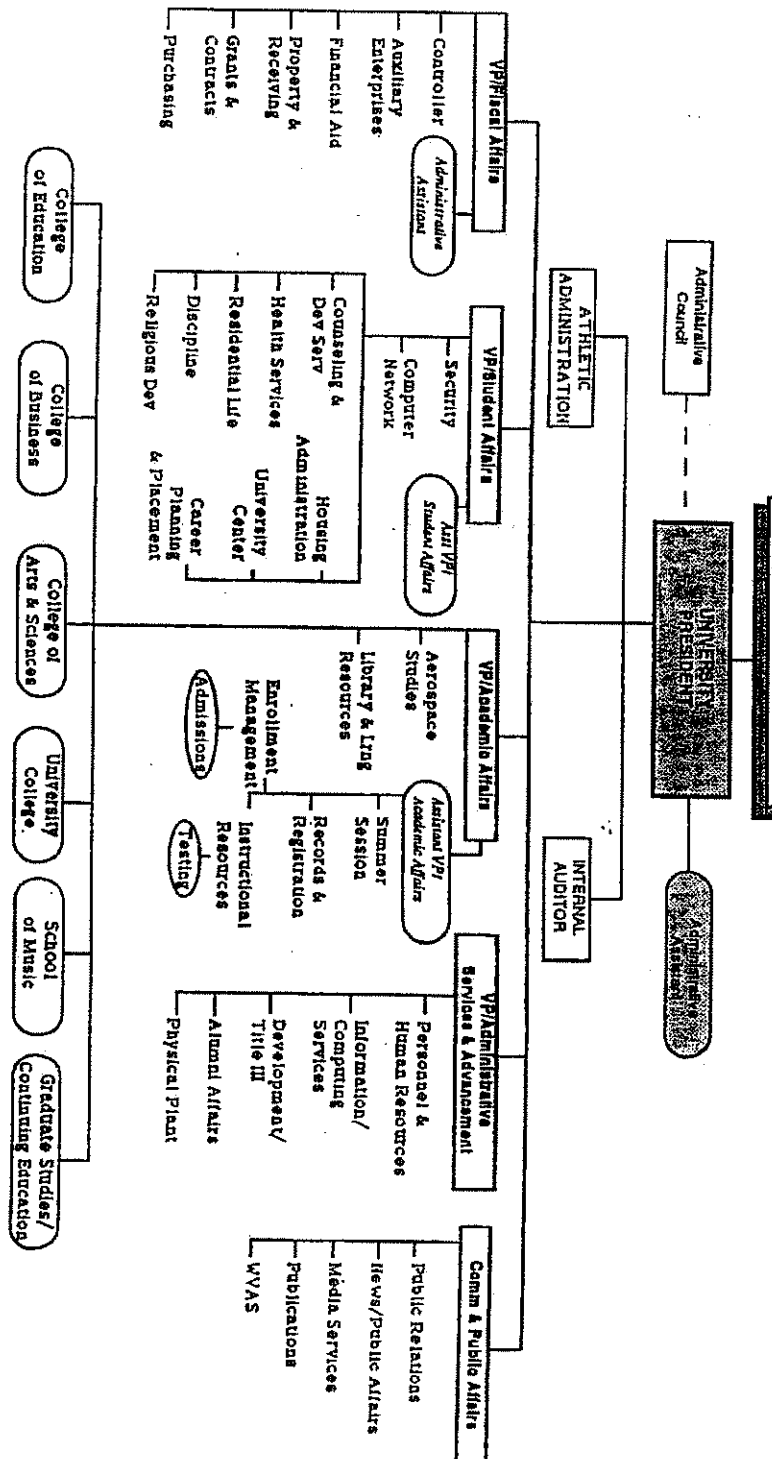 Administrative
Council
UNIVERSITY
PRESIDENT
Administrative
Assistant
ATHLETIC
ADMINISTRATION
INTERNAL
AUDITOR
VP/Fiscal Affairs
Administrative
Assistant
Controller
Auxiliary
Enterprises
Financial Aid
Property &
Receiving
Grants &
Contracts
Purchasing
VP/Student Affairs
Asst VP/
Student Affairs
Security
Computer
Network
Counseling &
Dev Serv
Health Services
Residential Life
Discipline
Religious Dev
Housing
Administration
University
Center
Career
Planning
& Placement
VP/Academic Affairs
Assistant VP/
Academic Affairs
Aerospace
Studies
Library & Lrng
Resources
Enrollment
Management
Admissions
Summer
Session
Records &
Registration
Instructional
Resources
Testing
VP/Administrative
Services & Advancement
Personnel &
Human Resources
Information/
Computing
Services
Development/
Title III
Alumni Affairs
Physical Plant
Comm & Public Affairs
Public Relations
News/Public Affairs
Media Services
Publications
WVAS
College
of Education
College
of Business
College of
Arts & Sciences
University
College
School
of Music
Graduate Studies/
Continuing Education